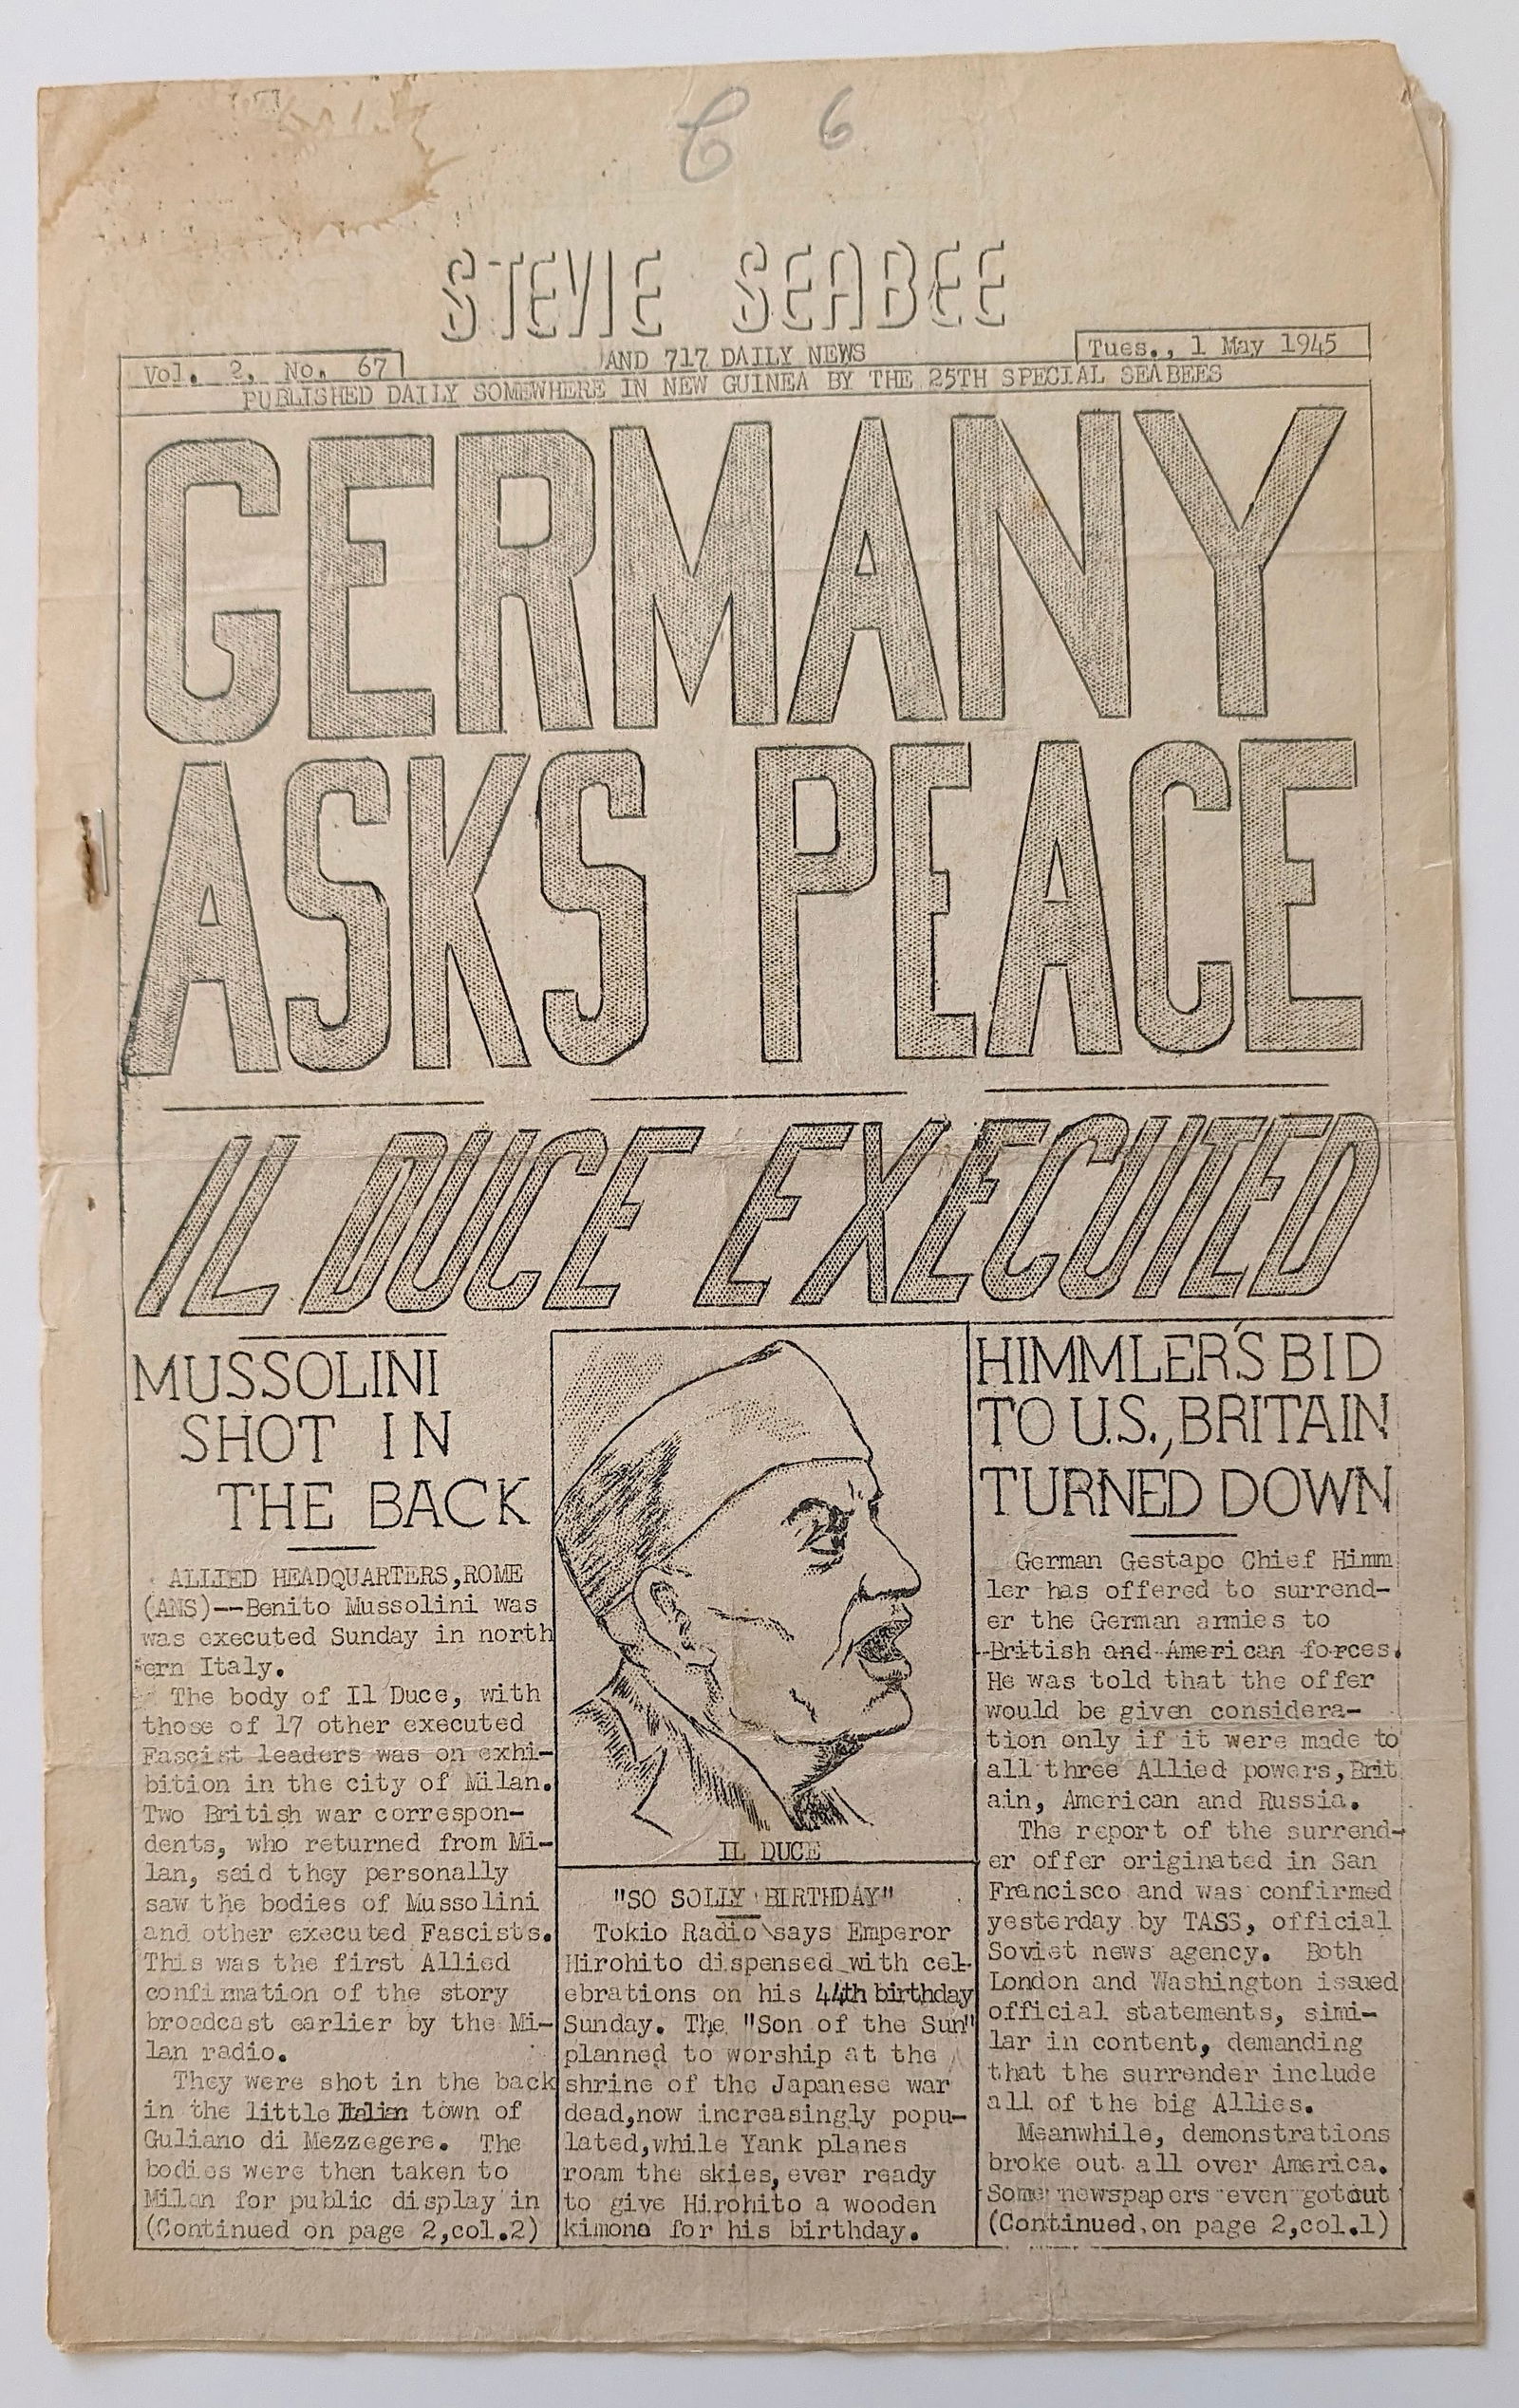 C 6
STEVIE SEABEE
Vol. 2, No. 67
AND 717 DAILY NEWS
Tues., 1 May 1945
PUBLISHED DAILY SOMEWHERE IN NEW GUINEA BY THE 25TH SPECIAL SEABEES
GERMANY
ASKS PEACE
IL DUCE EXECUTED
MUSSOLINI
SHOT IN
THE BACK
ALLIED HEADQUARTERS,ROME
(ANS)--Benito Mussolini was
was executed Sunday in north
ern Italy.
The body of Il Duce, with
those of 17 other executed
Fascist leaders was on exhi-
bition in the city of Milan.
Two British war correspon-
dents, who returned from Mi-
lan, said they personally
saw the bodies of Mussolini
and other executed Fascists.
This was the first Allied
confirmation of the story
broadcast earlier by the Mi-
lan radio.
They were shot in the back
in the little Italian town of
Guliano di Mezzegere. The
bodies were then taken to
Milan for public display in
(Continued on page 2,col.2)
IL DUCE
"SO SOLLY BIRTHDAY"
Tokio Radio says Emperor
Hirohito dispensed with cel-
ebrations on his 44th birthday
Sunday. The "Son of the Sun"
planned to worship at the
shrine of the Japanese war
dead,now increasingly popu-
lated,while Yank planes
roam the skies,ever ready
to give Hirohito a wooden
kimono for his birthday.
HIMMLER'S BID
TO U.S., BRITAIN
TURNED DOWN
German Gestapo Chief Himm
ler has offered to surrend-
er the German armies to
British and American forces.
He was told that the offer
would be given considera-
tion only if it were made to
all three Allied powers,Brit
ain, American and Russia.
The report of the surrend-
er offer originated in San
Francisco and was confirmed
yesterday by TASS, official
Soviet news agency. Both
London and Washington issued
official statements, simi-
lar in content, demanding
that the surrender include
all of the big Allies.
Meanwhile, demonstrations
broke out all over America.
Some newspapers even got out
(Continued on page 2,col.1)